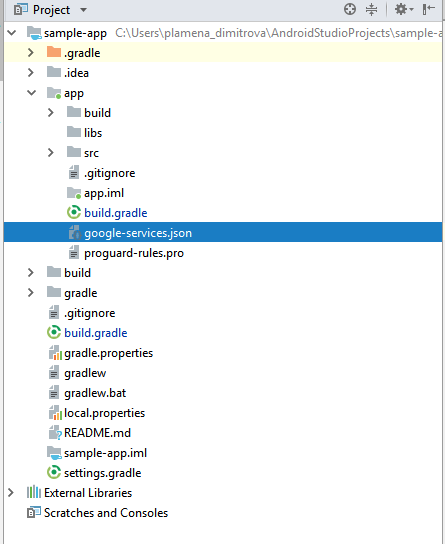 Project
sample-app C:\Users\plamena_dimitrova\AndroidStudioProjects\sample-a
.gradle
.idea
app
build
libs
src
.gitignore
app.iml
build.gradle
google-services.json
proguard-rules.pro
build
gradle
.gitignore
build.gradle
gradle.properties
gradlew
gradlew.bat
local.properties
README.md
sample-app.iml
settings.gradle
External Libraries
Scratches and Consoles